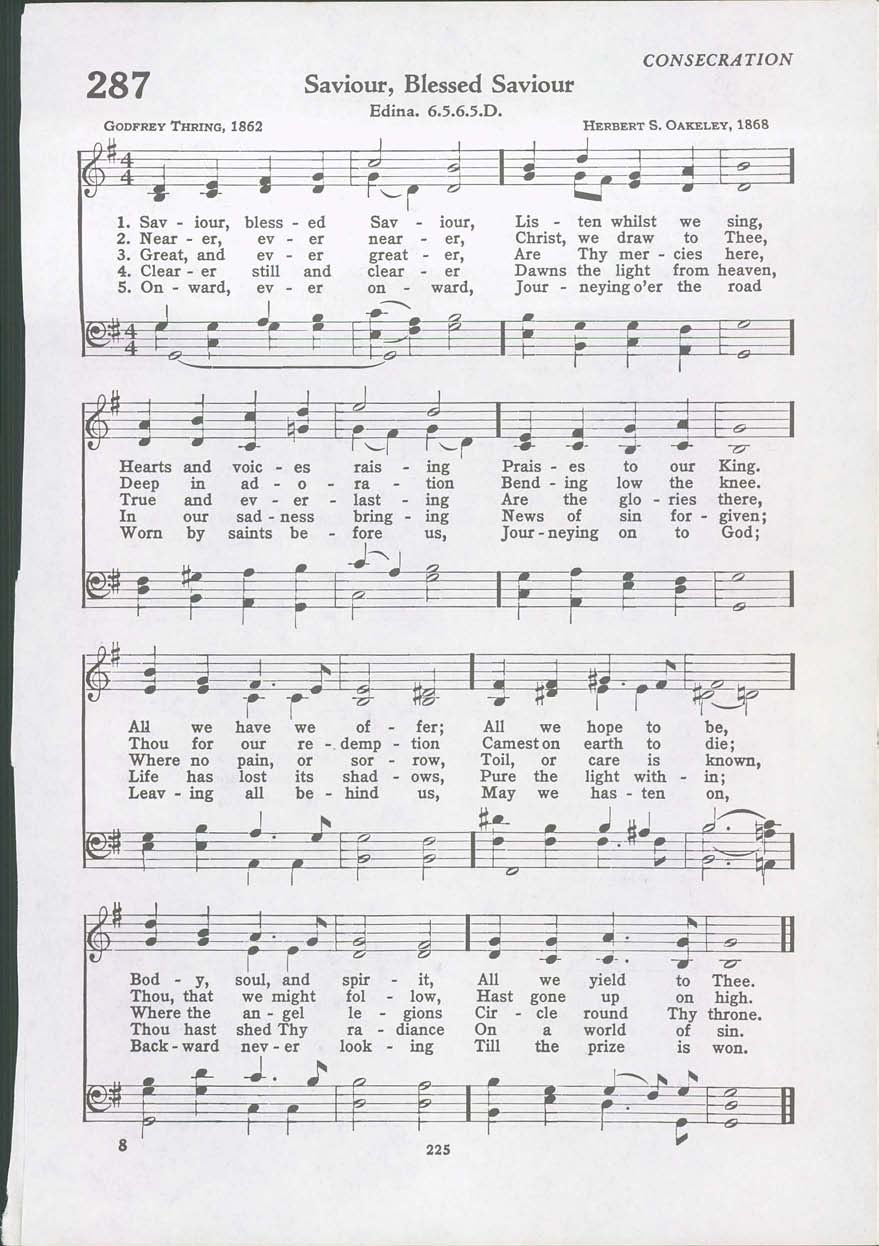 CONSECRATION
287
Saviour, Blessed Saviour
Edina. 6.5.6.5.D.
GODFREY THRING, 1862
HERBERT S. OAKELEY, 1868
1. Sav - iour, bless - ed Sav - iour, Lis - ten whilst we sing,
2. Near - er, ev - er near - er, Christ, we draw to Thee,
3. Great, and ev - er great - er, Are Thy mer - cies here,
4. Clear - er still and clear - er Dawns the light from heaven,
5. On - ward, ev - er on - ward, Jour - neying o'er the road
Hearts and voic - es rais - ing Prais - es to our King.
Deep in ad - o - ra - tion Bend - ing low the knee.
True and ev - er - last - ing Are the glo - ries there,
In our sad - ness bring - ing News of sin for - given;
Worn by saints be - fore us, Jour - neying on to God;
All we have we of - fer; All we hope to be,
Thou for our re - demp - tion Camest on earth to die;
Where no pain, or sor - row, Toil, or care is known,
Life has lost its shad - ows, Pure the light with - in;
Leav - ing all be - hind us, May we has - ten on,
Bod - y, soul, and spir - it, All we yield to Thee.
Thou, that we might fol - low, Hast gone up on high.
Where the an - gel le - gions Cir - cle round Thy throne.
Thou hast shed Thy ra - diance On a world of sin.
Back - ward nev - er look - ing Till the prize is won.
8
225